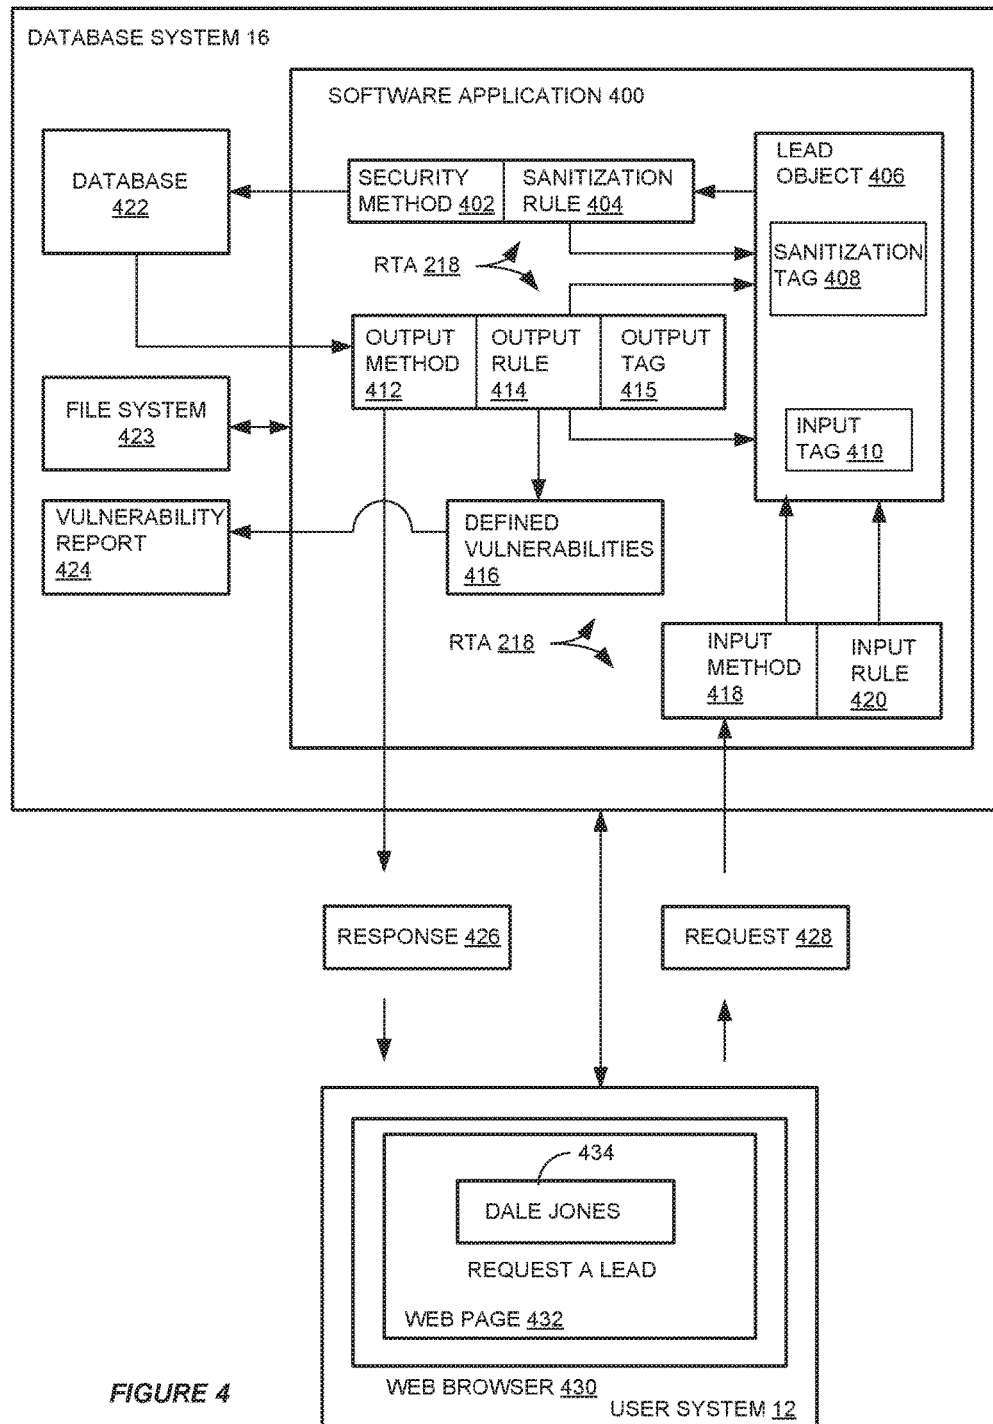 DATABASE SYSTEM 16
SOFTWARE APPLICATION 400
DATABASE
422
SECURITY
METHOD 402
SANITIZATION
RULE 404
LEAD
OBJECT 406
SANITIZATION
TAG 408
RTA 218
OUTPUT
METHOD
412
OUTPUT
RULE
414
OUTPUT
TAG
415
FILE SYSTEM
423
INPUT
TAG 410
VULNERABILITY
REPORT
424
DEFINED
VULNERABILITIES
416
RTA 218
INPUT
METHOD
418
INPUT
RULE
420
RESPONSE 426
REQUEST 428
434
DALE JONES
REQUEST A LEAD
WEB PAGE 432
WEB BROWSER 430
USER SYSTEM 12
FIGURE 4